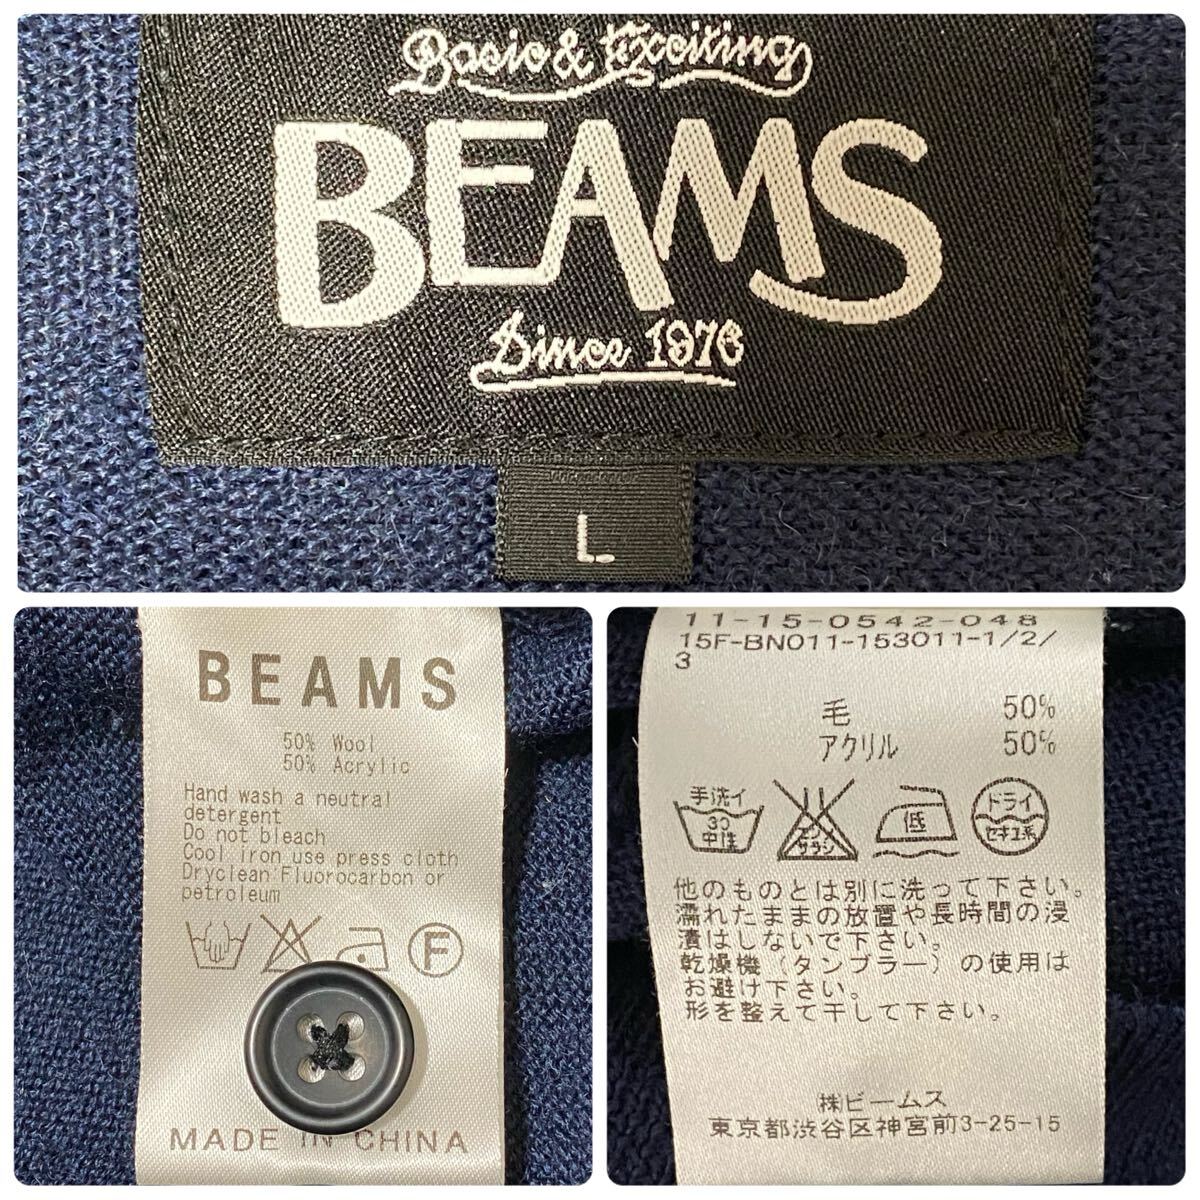 Basic & Exciting
BEAMS
Since 1976
L
BEAMS
50% Wool
50% Acrylic
Hand wash a neutral
detergent
Do not bleach
Cool iron use press cloth
Dryclean Fluorocarbon or
petroleum
F
MADE IN CHINA
11-15-0542-048
15F-BN011-153011-1/2/
3
毛 50%
アクリル 50%
手洗イ
30
中性
エンソ
サラシ
低
ドライ
セキユ系
他のものとは別に洗って下さい。
濡れたままの放置や長時間の浸
漬はしないで下さい。
乾燥機（タンブラー）の使用は
お避け下さい。
形を整えて干して下さい。
㈱ビームス
東京都渋谷区神宮前3-25-15